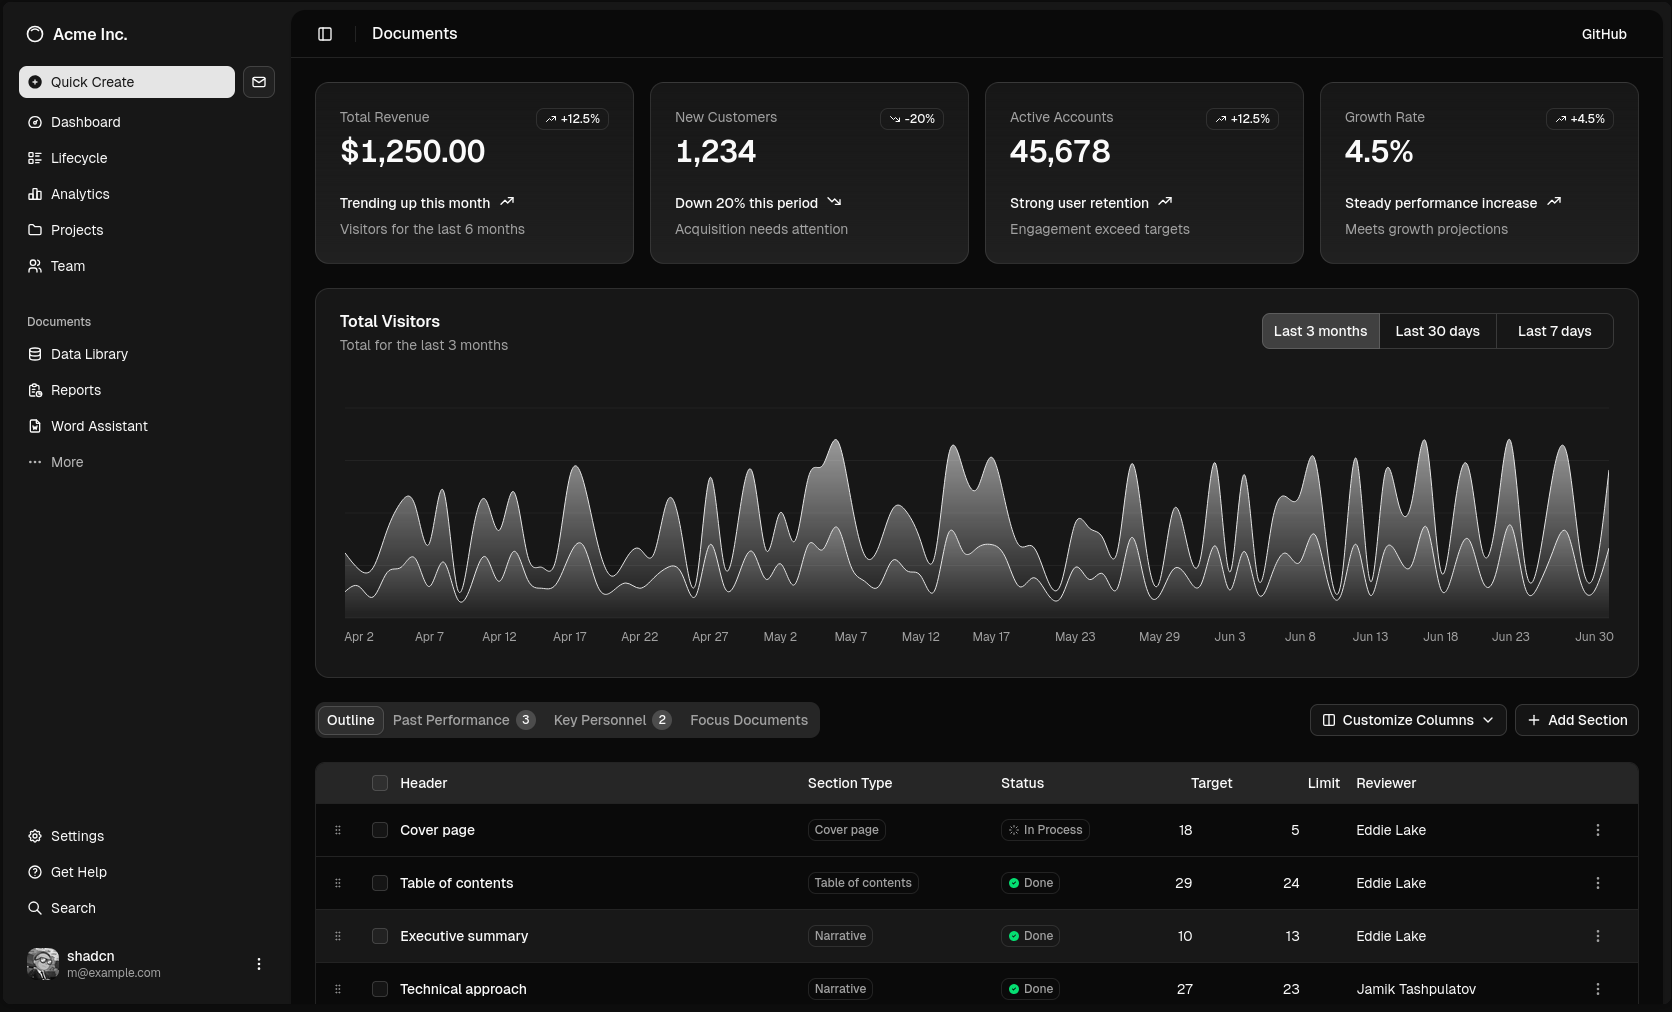 Acme Inc.
Quick Create
Dashboard
Lifecycle
Analytics
Projects
Team
Documents
Data Library
Reports
Word Assistant
More
Settings
Get Help
Search
shadcn
m@example.com
Documents
GitHub
Total Revenue
+12.5%
$1,250.00
Trending up this month
Visitors for the last 6 months
New Customers
-20%
1,234
Down 20% this period
Acquisition needs attention
Active Accounts
+12.5%
45,678
Strong user retention
Engagement exceed targets
Growth Rate
+4.5%
4.5%
Steady performance increase
Meets growth projections
Total Visitors
Total for the last 3 months
Last 3 months Last 30 days Last 7 days
Apr 2 Apr 7 Apr 12 Apr 17 Apr 22 Apr 27 May 2 May 7 May 12 May 17 May 23 May 29 Jun 3 Jun 8 Jun 13 Jun 18 Jun 23 Jun 30
Outline Past Performance 3 Key Personnel 2 Focus Documents
Customize Columns Add Section
Header Section Type Status Target Limit Reviewer
Cover page Cover page In Process 18 5 Eddie Lake
Table of contents Table of contents Done 29 24 Eddie Lake
Executive summary Narrative Done 10 13 Eddie Lake
Technical approach Narrative Done 27 23 Jamik Tashpulatov